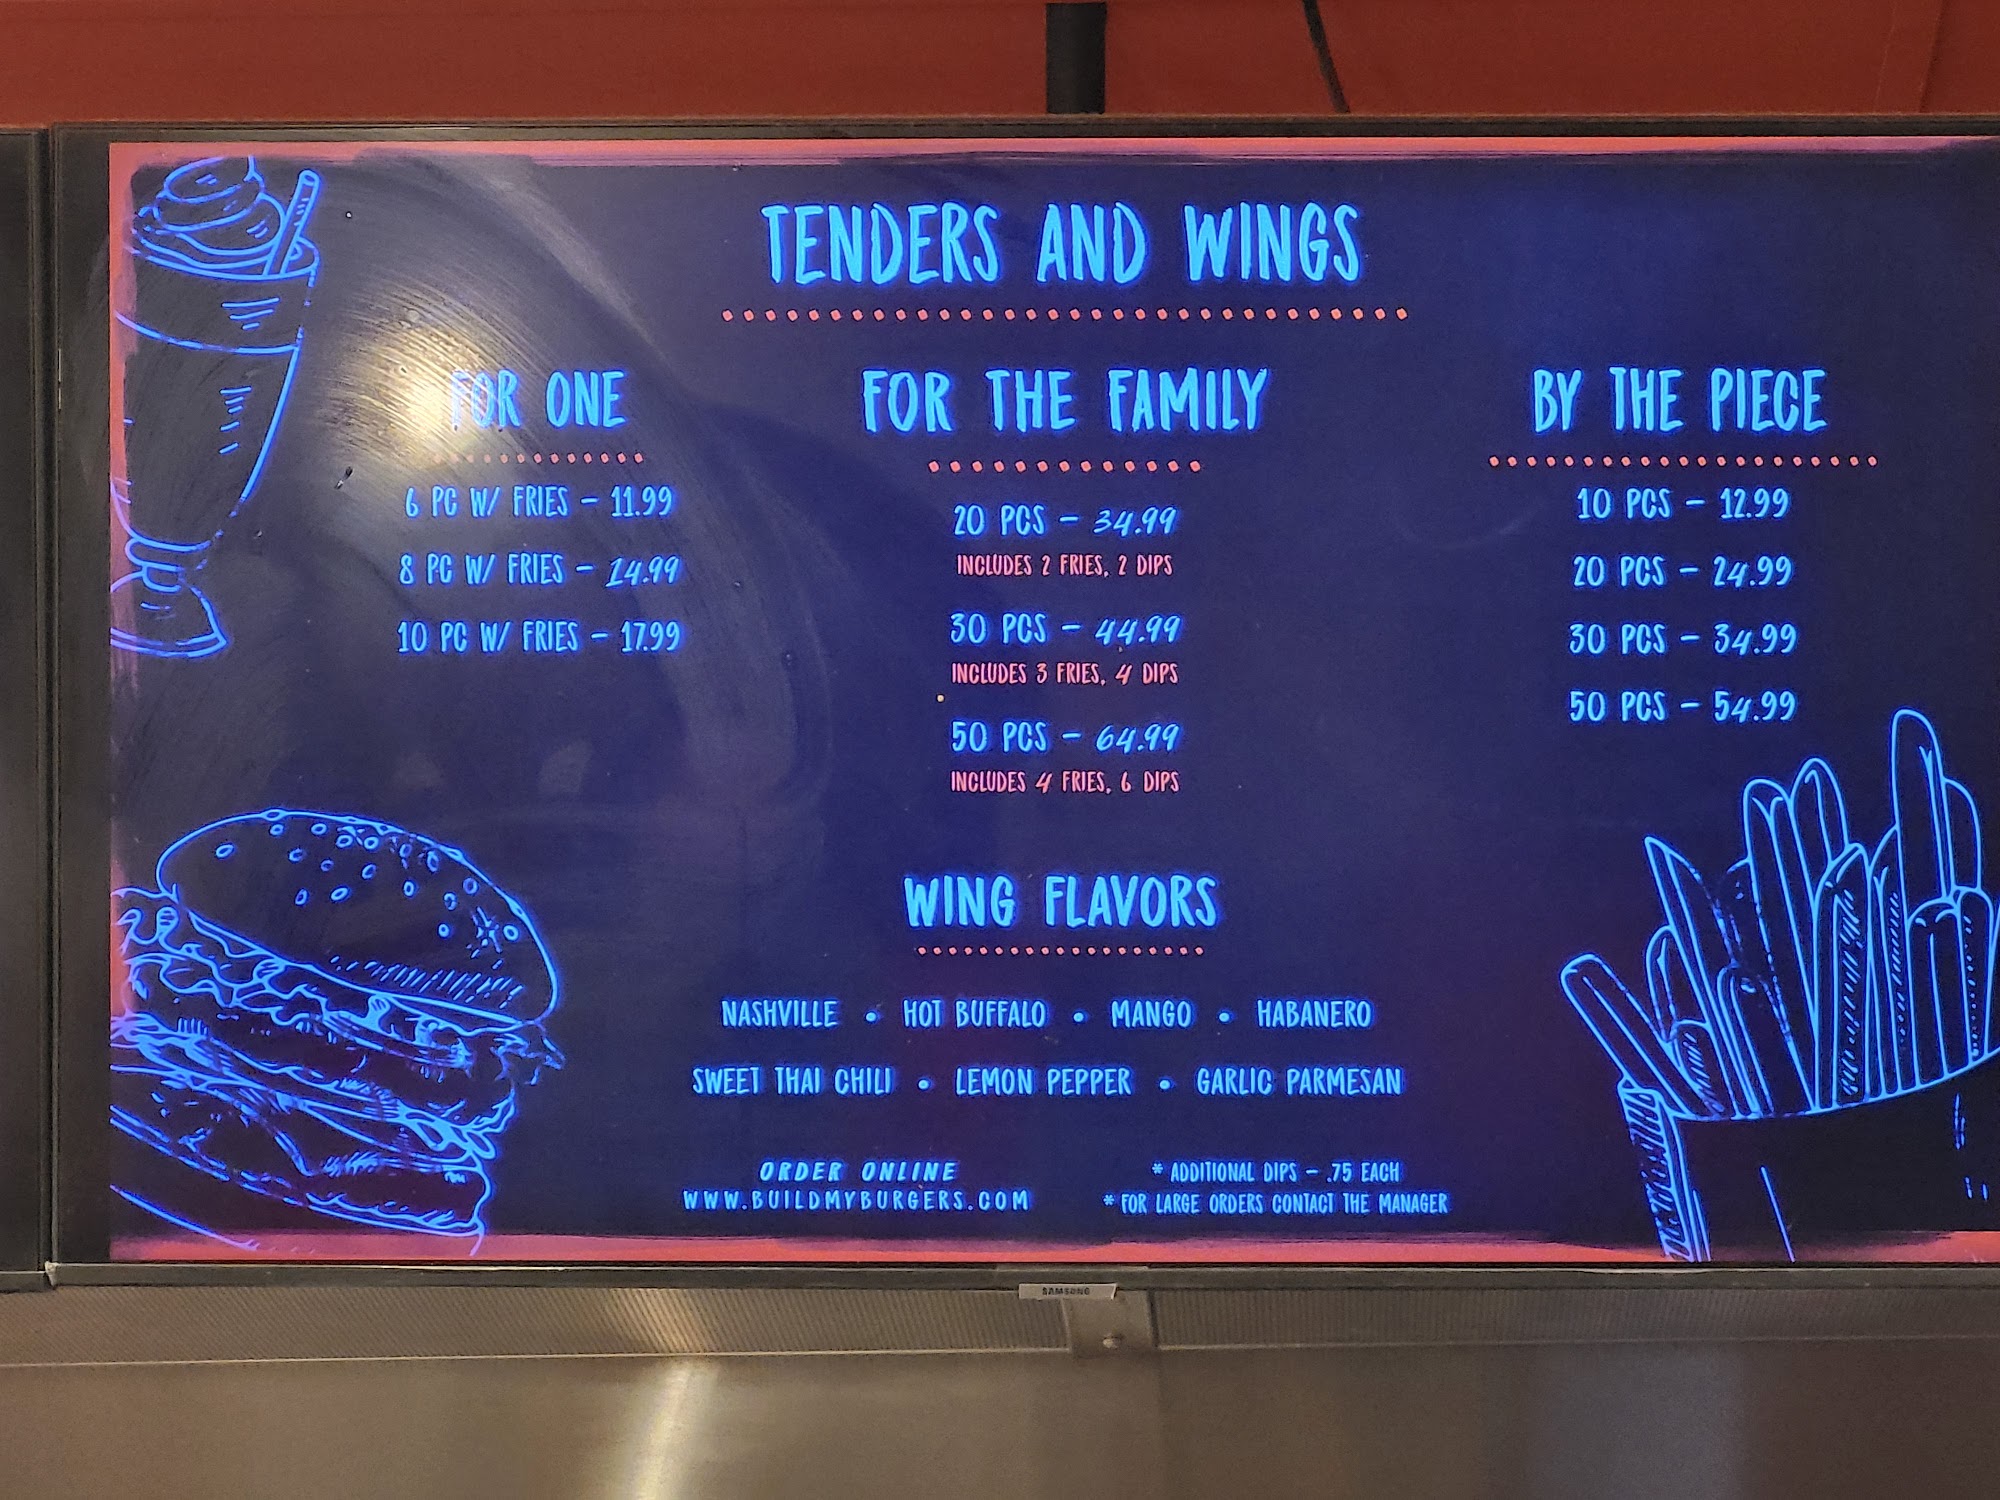 TENDERS AND WINGS
FOR ONE
6 PC W/ FRIES – 11.99
8 PC W/ FRIES – 14.99
10 PC W/ FRIES – 17.99
FOR THE FAMILY
20 PCS – 34.99
INCLUDES 2 FRIES, 2 DIPS
30 PCS – 44.99
INCLUDES 3 FRIES, 4 DIPS
50 PCS – 64.99
INCLUDES 4 FRIES, 6 DIPS
BY THE PIECE
10 PCS – 12.99
20 PCS – 24.99
30 PCS – 34.99
50 PCS – 54.99
WING FLAVORS
NASHVILLE • HOT BUFFALO • MANGO • HABANERO
SWEET THAI CHILI • LEMON PEPPER • GARLIC PARMESAN
ORDER ONLINE
WWW.BUILDMYBURGERS.COM
* ADDITIONAL DIPS – .75 EACH
* FOR LARGE ORDERS CONTACT THE MANAGER
SAMSUNG